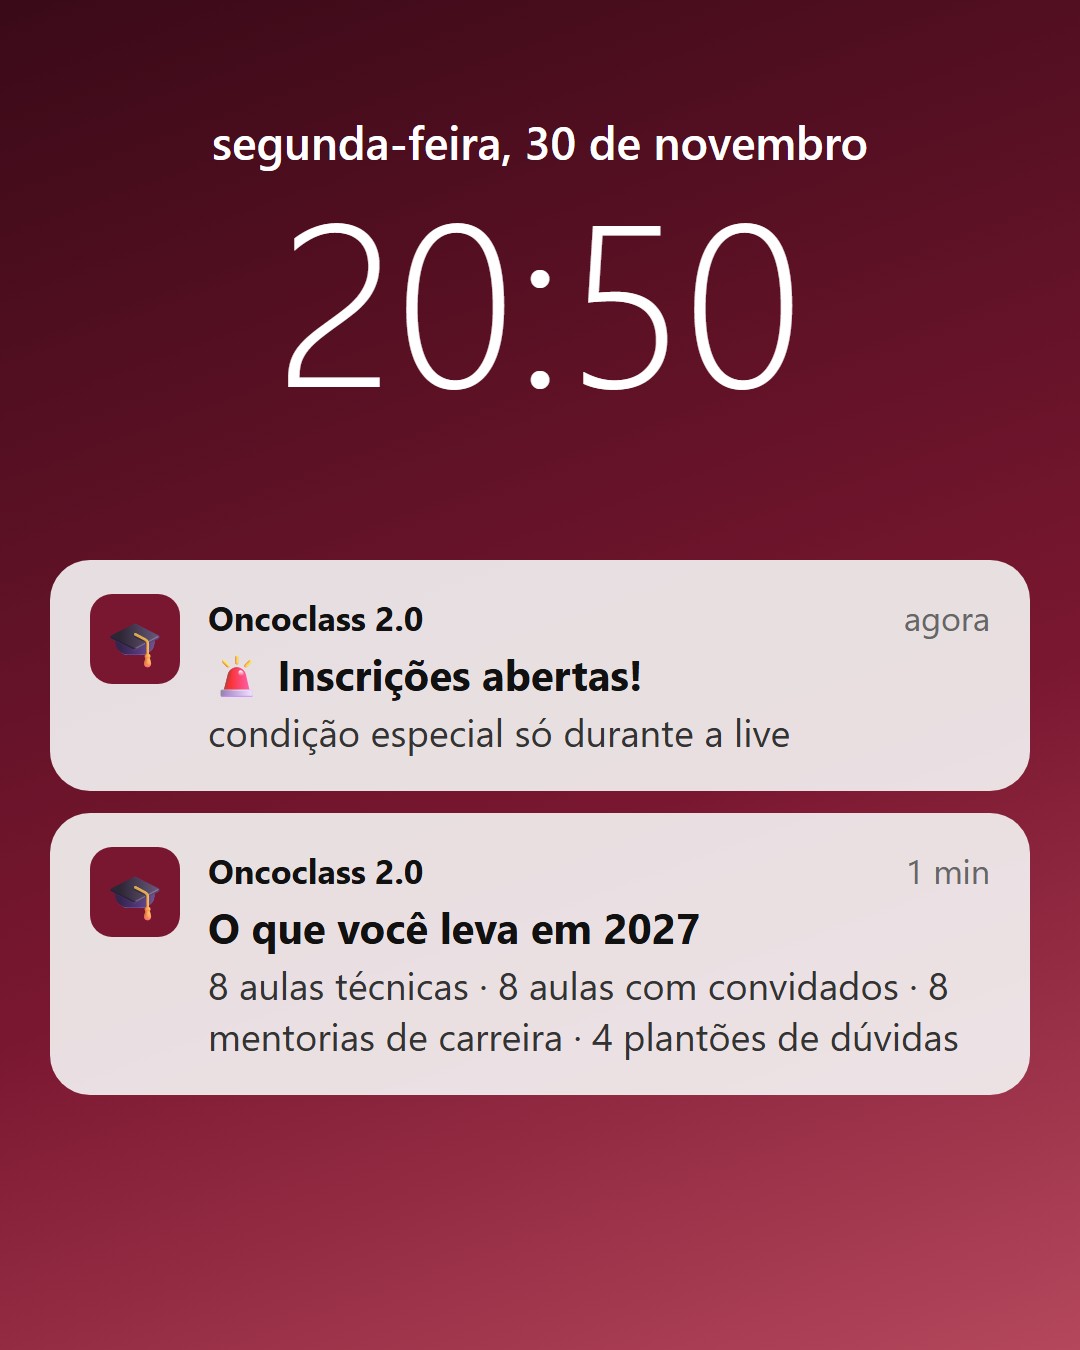 segunda-feira, 30 de novembro
20:50
Oncoclass 2.0
agora
🚨 Inscrições abertas!
condição especial só durante a live
Oncoclass 2.0
1 min
O que você leva em 2027
8 aulas técnicas · 8 aulas com convidados · 8
mentorias de carreira · 4 plantões de dúvidas